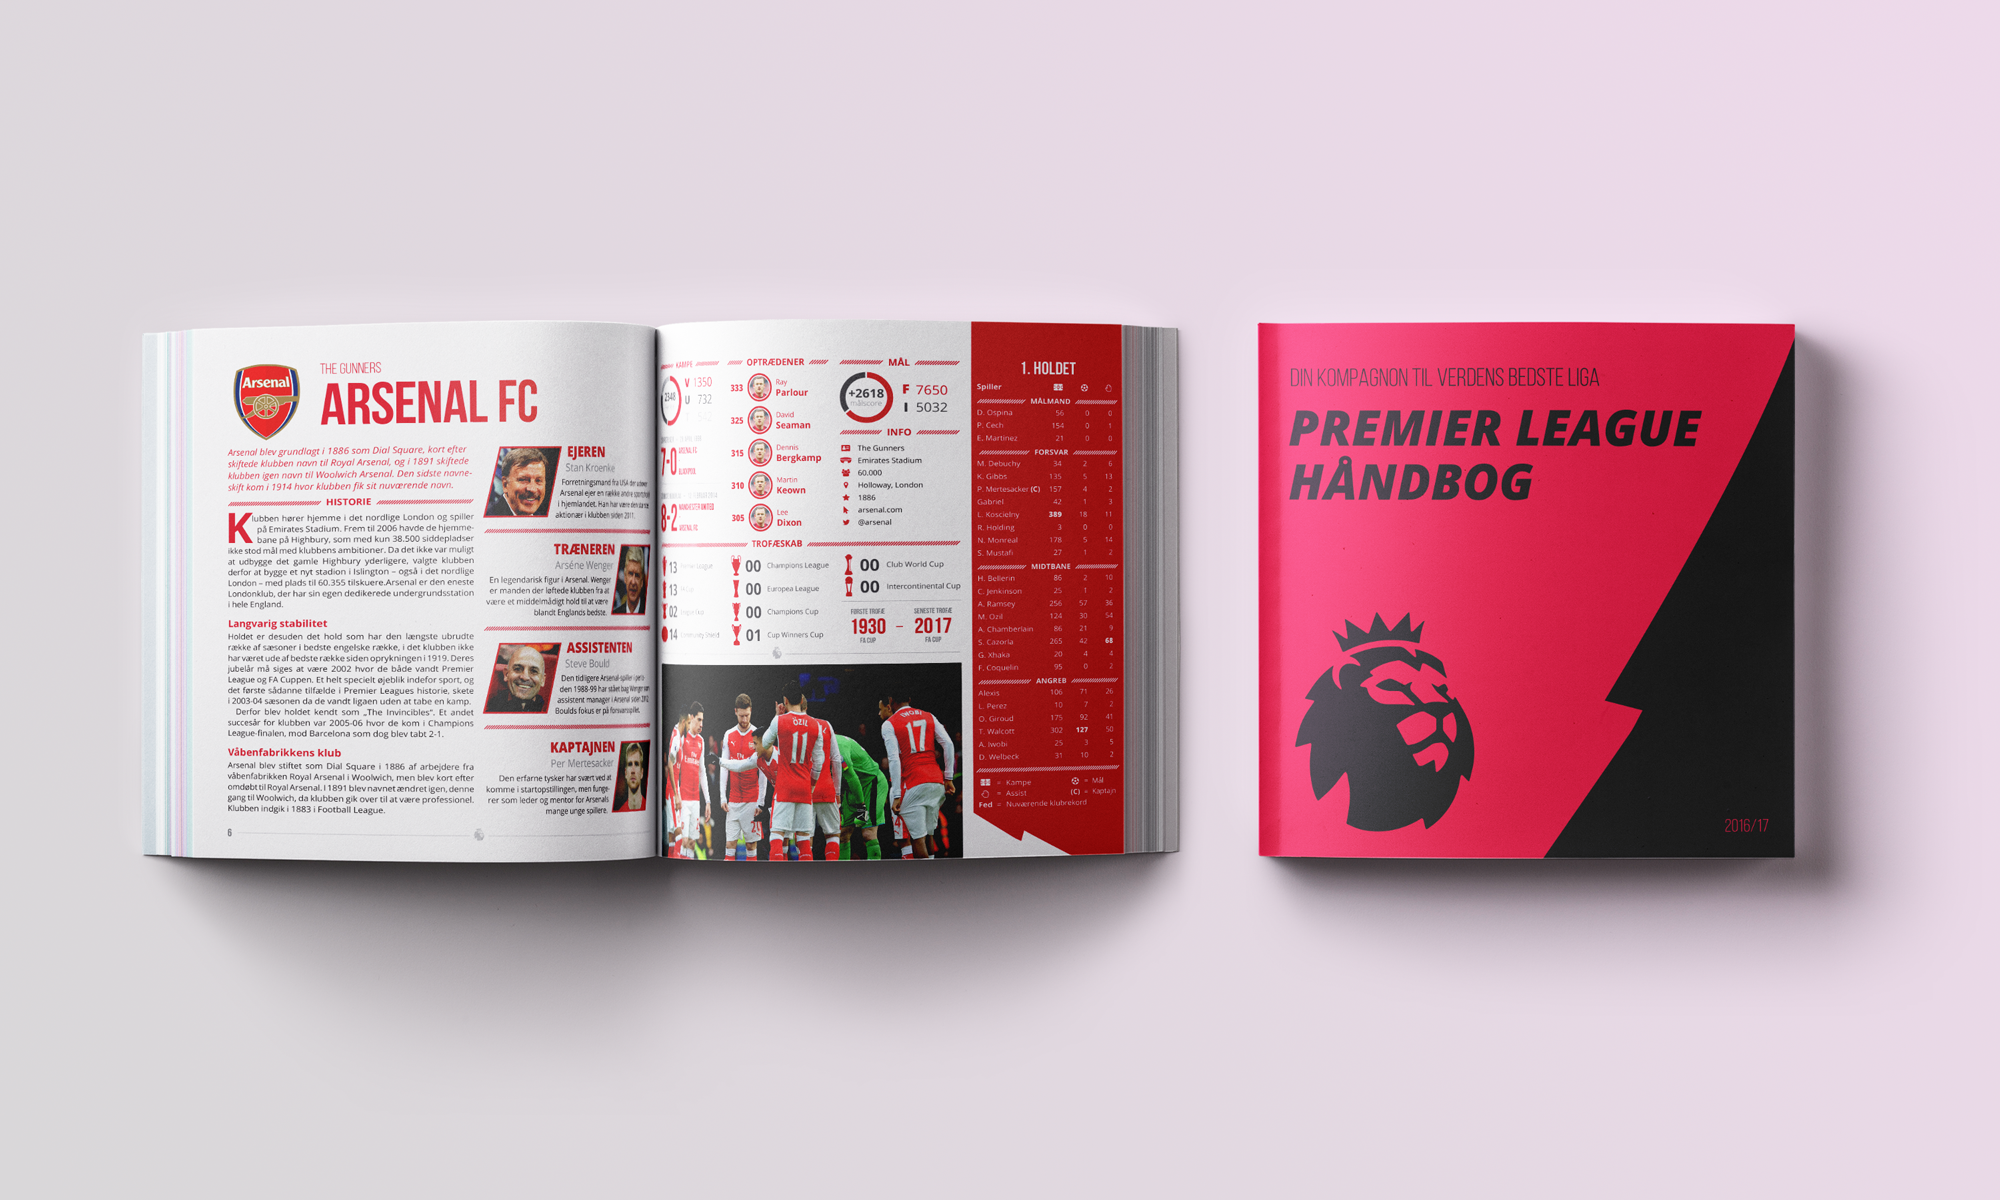 Arsenal
THE GUNNERS
ARSENAL FC
Arsenal blev grundlagt i 1886 som Dial Square, kort efter
skiftede klubben navn til Royal Arsenal, og i 1891 skiftede
klubben igen navn til Woolwich Arsenal. Den sidste navne-
skift kom i 1914 hvor klubben fik sit nuværende navn.
HISTORIE
Klubben hører hjemme i det nordlige London og spiller
på Emirates Stadium. Frem til 2006 havde de hjemme-
bane på Highbury, som med kun 38.500 siddepladser
ikke stod mål med klubbens ambitioner. Da det ikke var muligt
at udbygge det gamle Highbury yderligere, valgte klubben
derfor at bygge et nyt stadion i Islington – også i det nordlige
London – med plads til 60.355 tilskuere.Arsenal er den eneste
Londonklub, der har sin egen dedikerede undergrundsstation
i hele England.
Langvarig stabilitet
Holdet er desuden det hold som har den længste ubrudte
række af sæsoner i bedste engelske række, i det klubben ikke
har været ude af bedste række siden oprykningen i 1919. Deres
jubelår må siges at være 2002 hvor de både vandt Premier
League og FA Cuppen. Et helt specielt øjeblik indefor sport, og
det første sådanne tilfælde i Premier Leagues historie, skete
i 2003-04 sæsonen da de vandt ligaen uden at tabe en kamp.
Derfor blev holdet kendt som „The Invincibles". Et andet
succesår for klubben var 2005-06 hvor de kom i Champions
League-finalen, mod Barcelona som dog blev tabt 2-1.
Våbenfabrikkens klub
Arsenal blev stiftet som Dial Square i 1886 af arbejdere fra
våbenfabrikken Royal Arsenal i Woolwich, men blev kort efter
omdøbt til Royal Arsenal. I 1891 blev navnet ændret igen, denne
gang til Woolwich, da klubben gik over til at være professionel.
Klubben indgik i 1883 i Football League.
6
EJEREN
Stan Kroenke
Forretningsmand fra USA der udover
Arsenal ejer en række andre sportshold
i hjemlandet. Han har været den største
aktionær i klubben siden 2011.
TRÆNEREN
Arséne Wenger
En legendarisk figur i Arsenal. Wenger
er manden der løftede klubben fra at
være et middelmådigt hold til at være
blandt Englands bedste.
ASSISTENTEN
Steve Bould
Den tidligere Arsenal-spiller i perioden
den 1988-99 har stået bag Wenger som
assistent manager i Arsenal siden 2012.
Boulds fokus er på forsvarsspillet.
KAPTAJNEN
Per Mertesacker
Den erfarne tysker har svært ved at
komme i startopstillingen, men funge-
rer som leder og mentor for Arsenals
mange unge spillere.
KAMPE
2348
V 1350
U 732
7-0
ARSENAL FC
BLACKPOOL
8-2
MANCHESTER UNITED
ARSENAL FC
OPTRÆDENER
333 Ray Parlour
325 David Seaman
315 Dennis Bergkamp
310 Martin Keown
305 Lee Dixon
MÅL
+2618
målscore
F 7650
I 5032
INFO
The Gunners
Emirates Stadium
60.000
Holloway, London
1886
arsenal.com
@arsenal
TROFÆSKAB
13
13
02
14
00 Champions League
00 Europea League
00 Champions Cup
01 Cup Winners Cup
00 Club World Cup
00 Intercontinental Cup
FØRSTE TROFÆ
1930
FA CUP
–
SENESTE TROFÆ
2017
FA CUP
ÖZIL
11
IWOBI
17
1. HOLDET
Spiller
MÅLMAND
D. Ospina 56 0 0
P. Cech 154 0 1
E. Martinez 21 0 0
FORSVAR
M. Debuchy 34 2 6
K. Gibbs 135 5 13
P. Mertesacker (C) 157 4 2
Gabriel 42 1 3
L. Koscielny 389 18 11
R. Holding 3 0 0
N. Monreal 178 5 14
S. Mustafi 27 1 2
MIDTBANE
H. Bellerin 86 2 10
C. Jenkinson 25 1 2
A. Ramsey 256 57 36
M. Özil 124 30 54
A. Chamberlain 86 21 9
S. Cazorla 265 42 68
G. Xhaka 20 4 4
F. Coquelin 95 0 2
ANGREB
Alexis 106 71 26
L. Perez 10 7 2
O. Giroud 175 92 41
T. Walcott 302 127 50
A. Iwobi 25 3 5
D. Welbeck 31 10 2
= Kampe
= Mål
= Assist
(C) = Kaptajn
Fed = Nuværende klubrekord
DIN KOMPAGNON TIL VERDENS BEDSTE LIGA
PREMIER LEAGUE
HÅNDBOG
2016/17